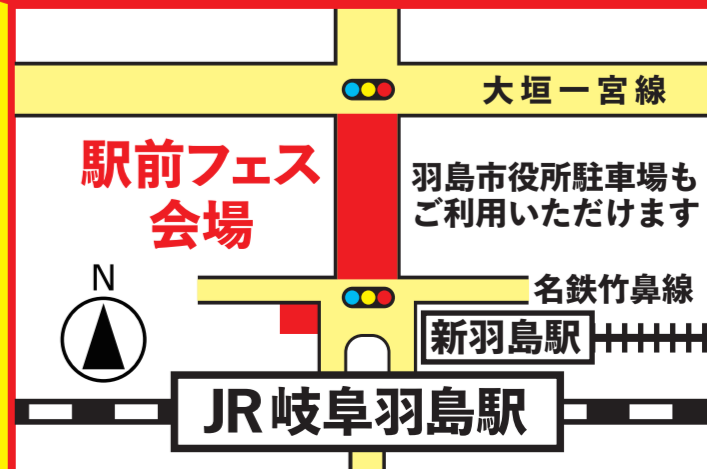 大垣一宮線
駅前フェス
会場
羽島市役所駐車場も
ご利用いただけます
N
名鉄竹鼻線
新羽島駅
JR岐阜羽島駅